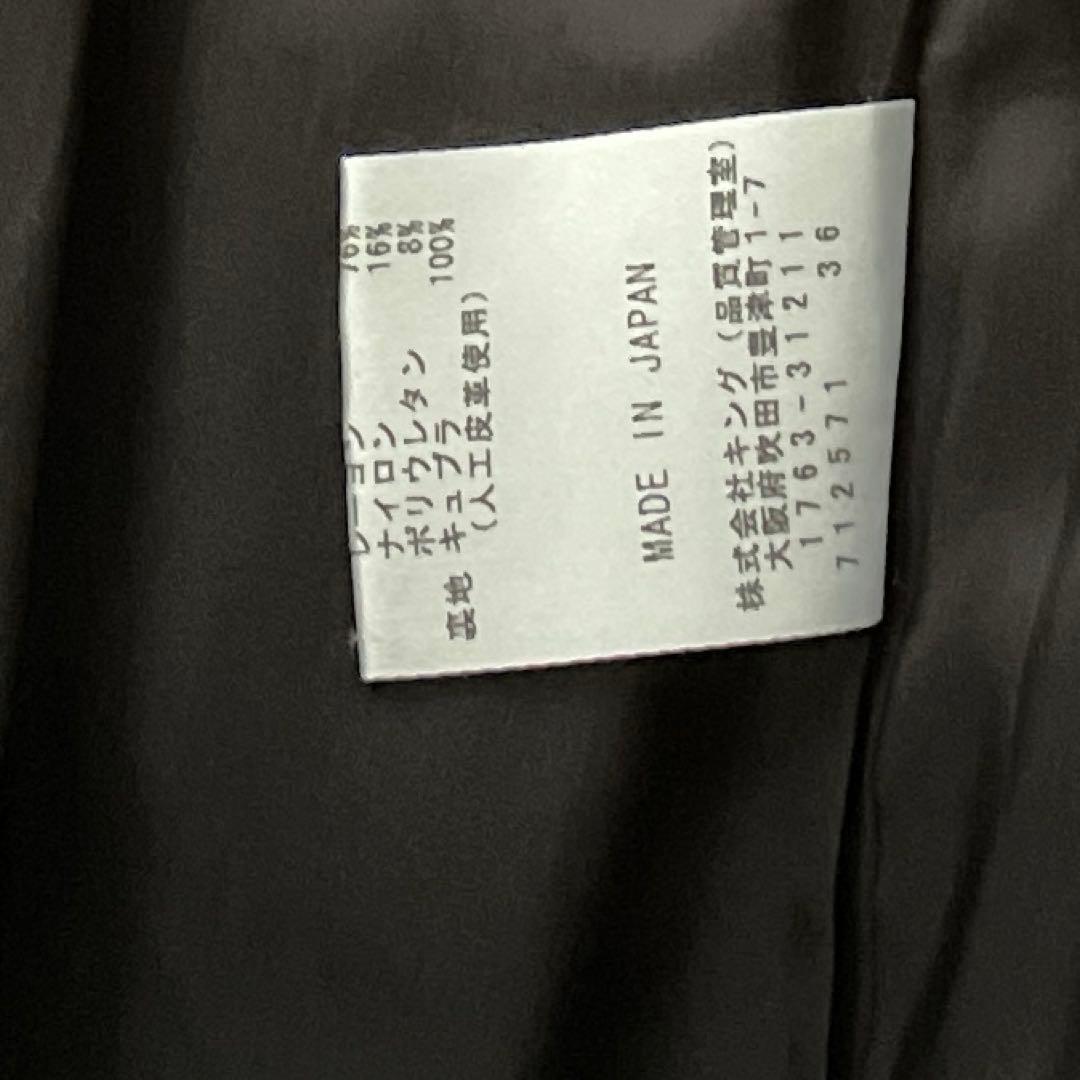 レーヨン 76%
ナイロン 16%
ポリウレタン 8%
裏地 キュプラ 100%
(人工皮革使用)
MADE IN JAPAN
株式会社キング(品質管理室)
大阪府吹田市豊津町1-7
1763-31211
712571 36